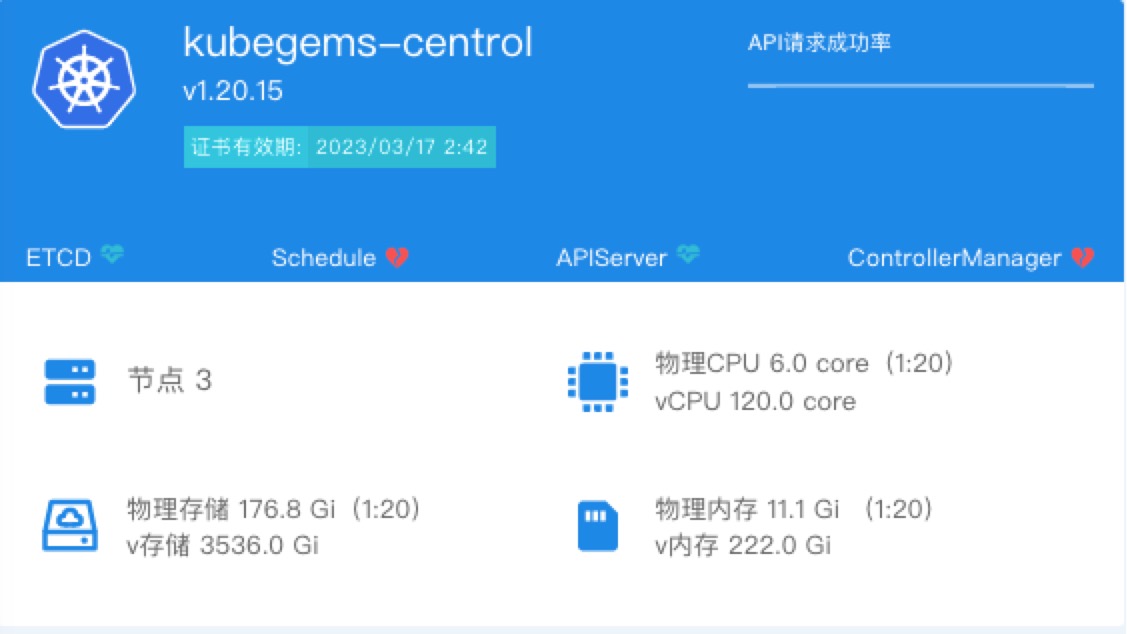 kubegems-centrol
v1.20.15
证书有效期: 2023/03/17 2:42
API请求成功率
ETCD
Schedule
APIServer
ControllerManager
节点 3
物理CPU 6.0 core（1:20）
vCPU 120.0 core
物理存储 176.8 Gi（1:20）
v存储 3536.0 Gi
物理内存 11.1 Gi （1:20）
v内存 222.0 Gi